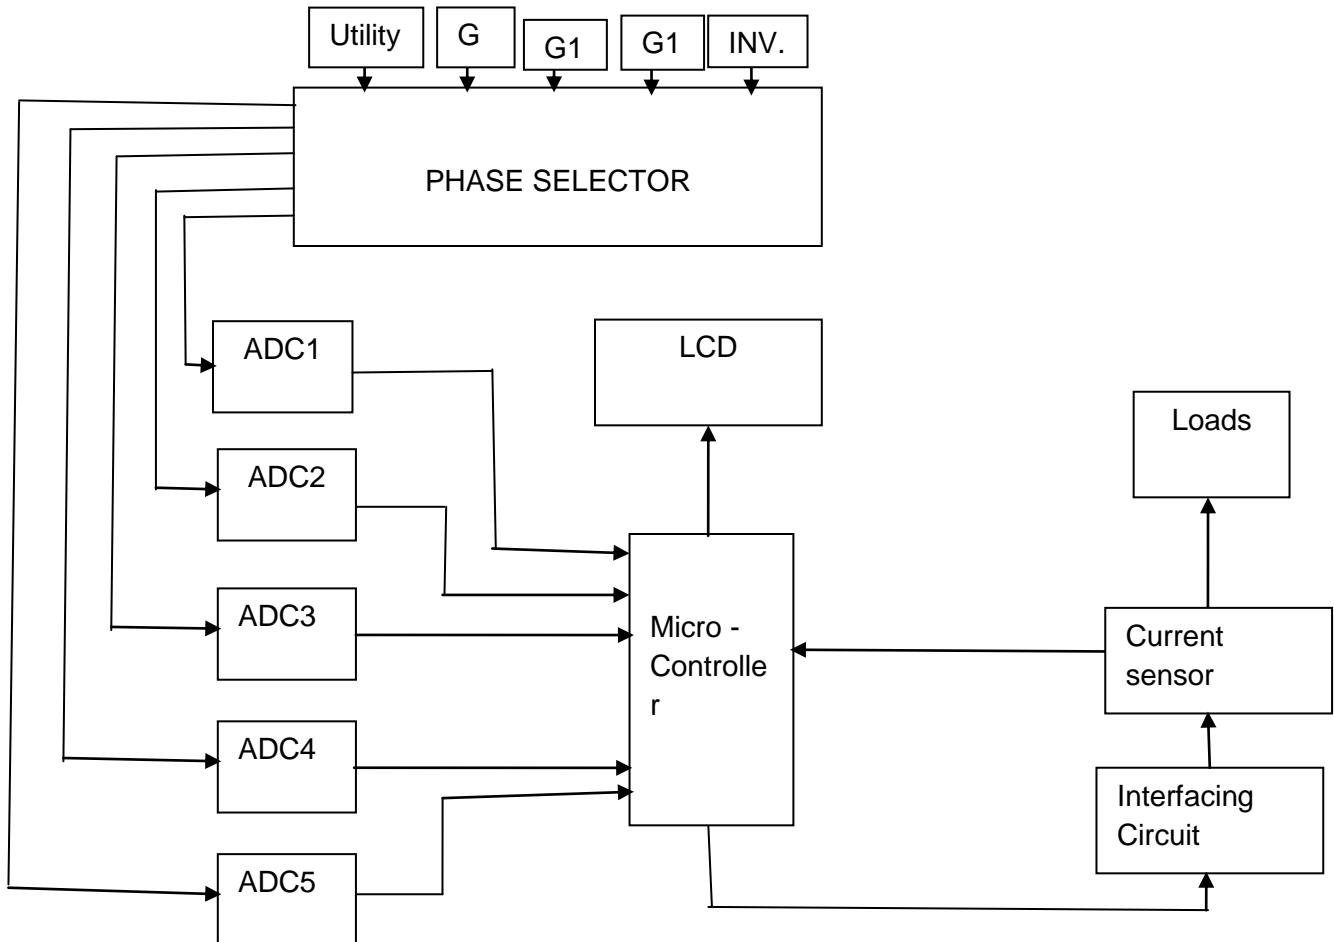 Utility
G
G1
G1
INV.
PHASE SELECTOR
ADC1
LCD
Loads
ADC2
Micro -
Controlle
r
ADC3
Current
sensor
ADC4
Interfacing
Circuit
ADC5